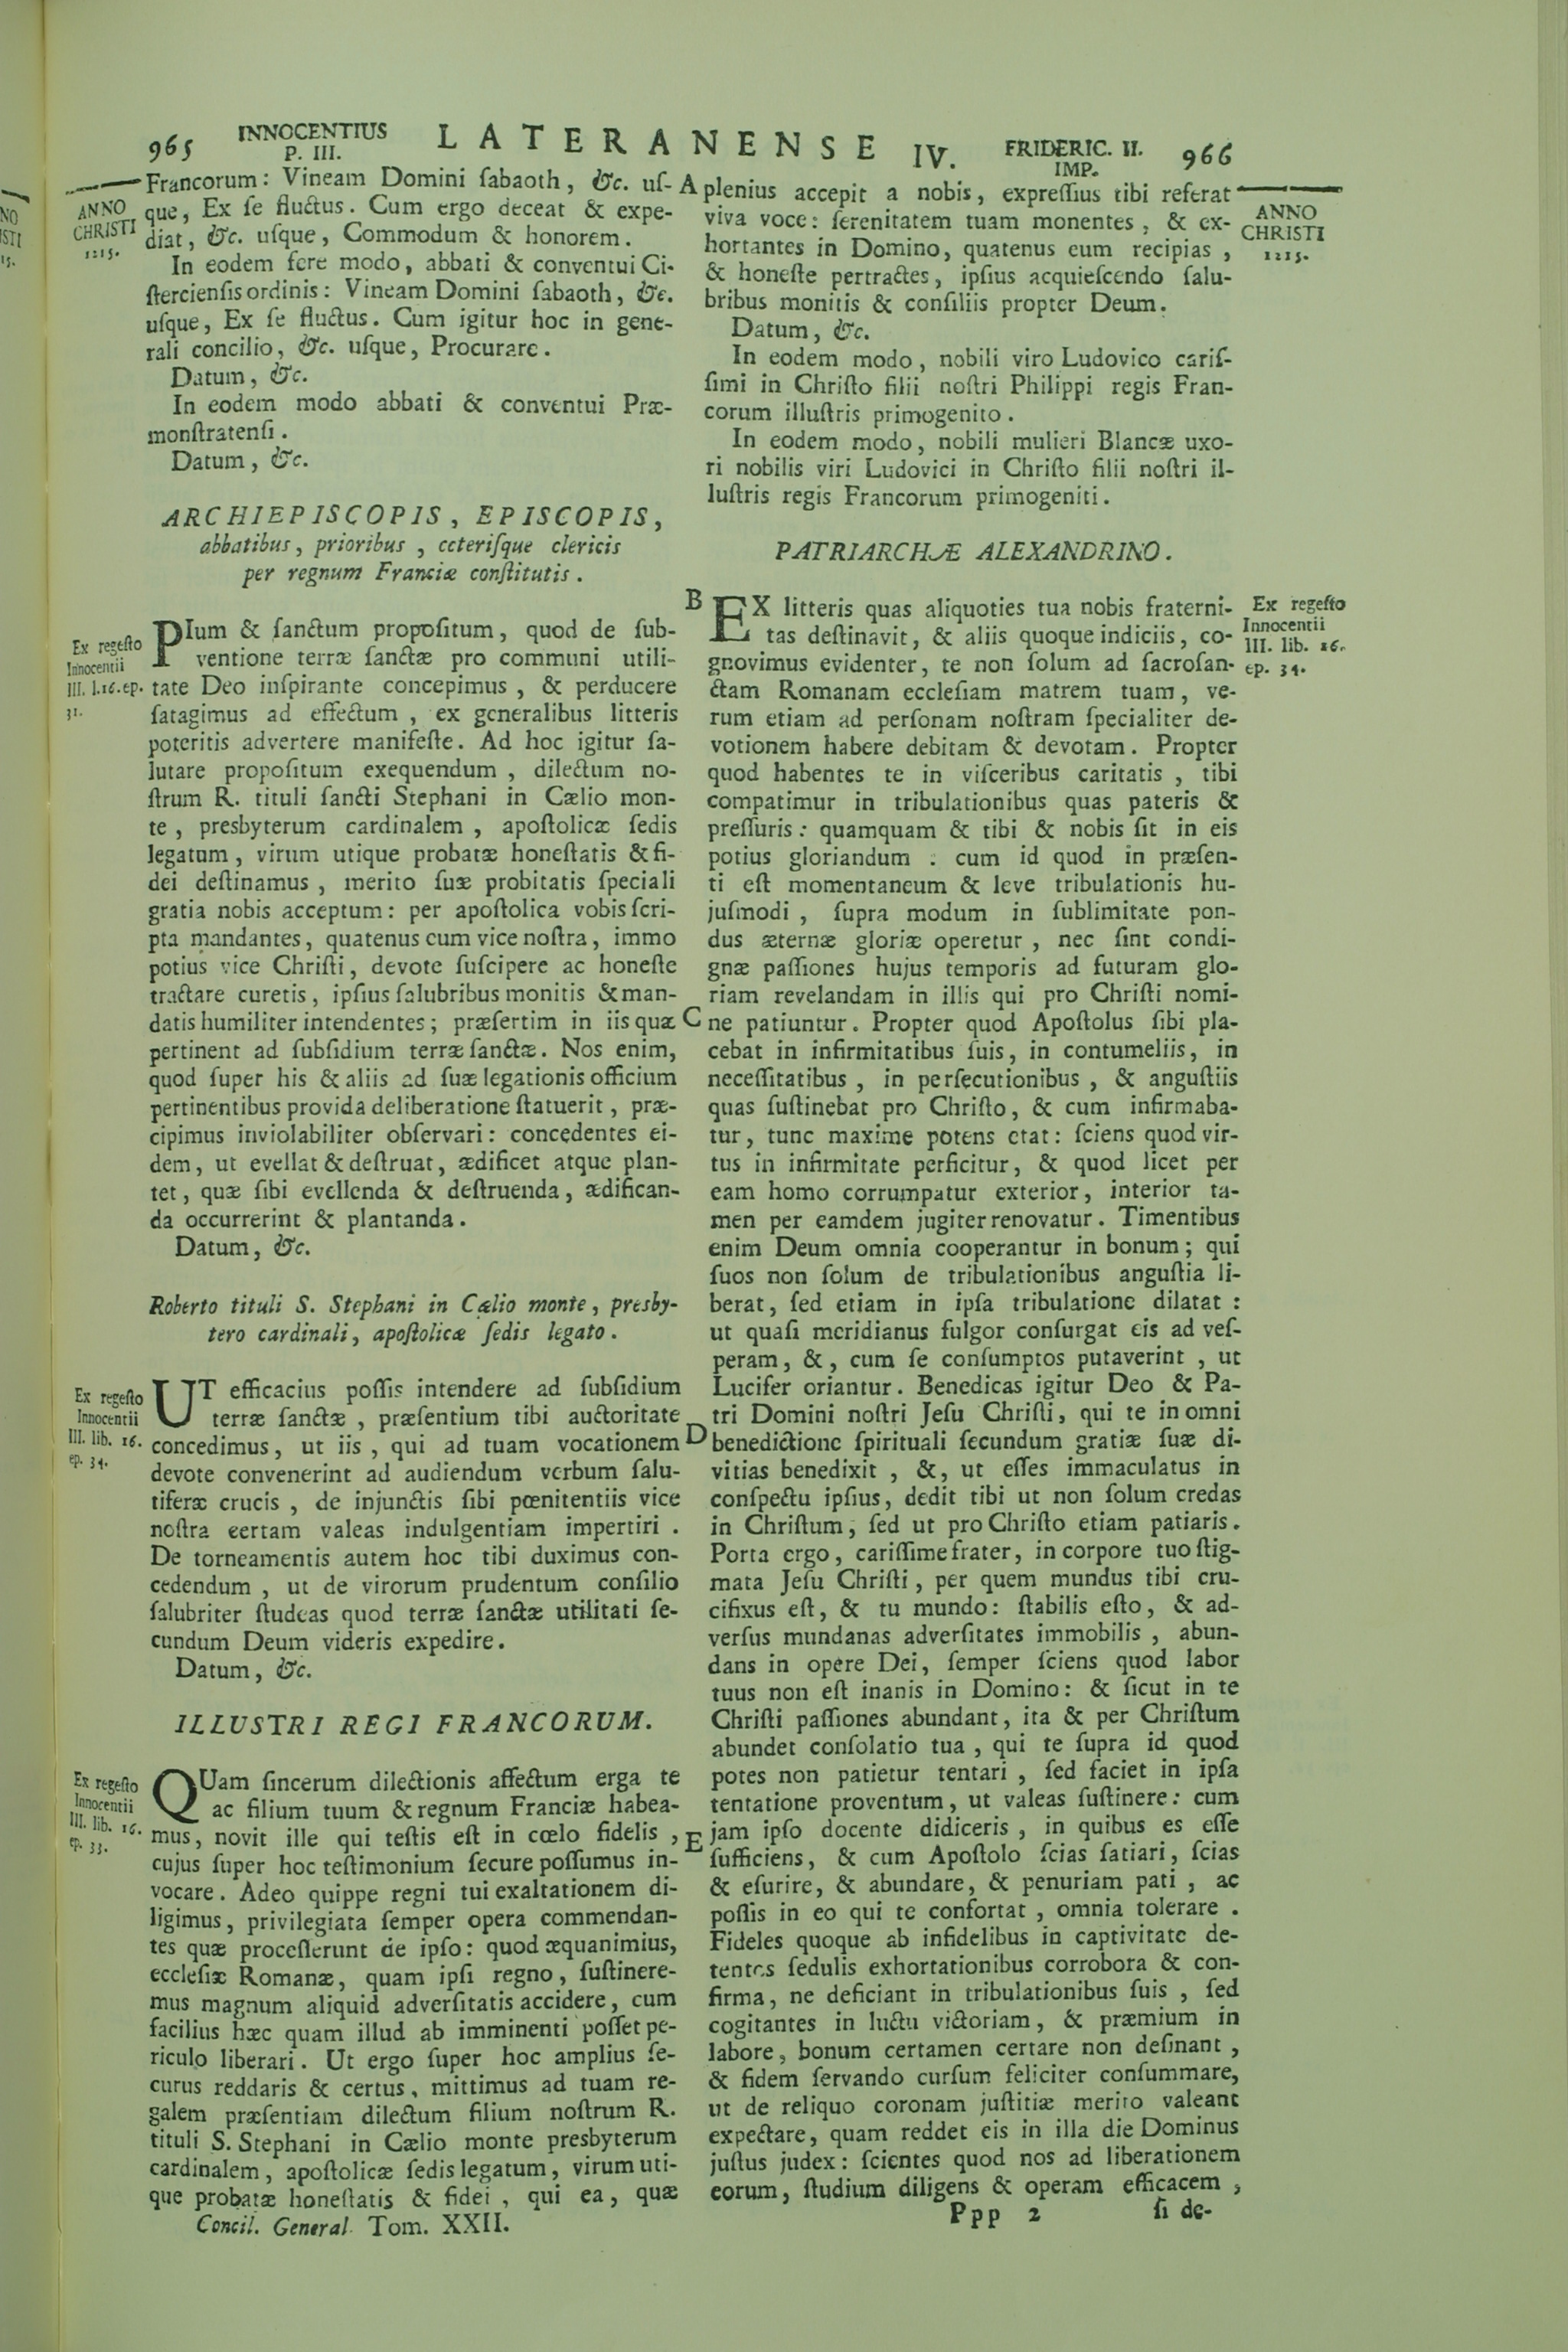 965 INNOCENTIUS P. III. LATERANENSE IV. FRIDERIC. II. IMP. 966
ANNO
CHRISTI
1215.
Francorum: Vineam Domini ſabaoth, &c. uſ-
que, Ex ſe fluctus. Cum ergo deceat & expe-
diat, &c. uſque, Commodum & honorem.
In eodem fere modo, abbati & conventui Ci-
ſtercienſis ordinis: Vineam Domini ſabaoth, &c.
uſque, Ex ſe fluctus. Cum igitur hoc in gene-
rali concilio, &c. uſque, Procurare.
Datum, &c.
In eodem modo abbati & conventui Præ-
monſtratenſi.
Datum, &c.
ARCHIEPISCOPIS, EPISCOPIS,
abbatibus, prioribus, ceteriſque clericis
per regnum Franciæ conſtitutis.
Ex regeſto
Innocentii
III. l.16.ep.
31.
PIum & ſanctum propoſitum, quod de ſub-
ventione terræ ſanctæ pro communi utili-
tate Deo inſpirante concepimus, & perducere
ſatagimus ad effectum, ex generalibus litteris
poteritis advertere manifeſte. Ad hoc igitur ſa-
lutare propoſitum exequendum, dilectum no-
ſtrum R. tituli ſancti Stephani in Cælio mon-
te, presbyterum cardinalem, apoſtolicæ ſedis
legatum, virum utique probatæ honeſtatis & fi-
dei deſtinamus, merito ſuæ probitatis ſpeciali
gratia nobis acceptum: per apoſtolica vobis ſcri-
pta mandantes, quatenus eum vice noſtra, immo
potius vice Chriſti, devote ſuſcipere ac honeſte
tractare curetis, ipſius ſalubribus monitis & man-
datis humiliter intendentes; præſertim in iis quæ
pertinent ad ſubſidium terræ ſanctæ. Nos enim,
quod ſuper his & aliis ad ſuæ legationis officium
pertinentibus provida deliberatione ſtatuerit, præ-
cipimus inviolabiliter obſervari: concedentes ei-
dem, ut evellat & deſtruat, ædificet atque plan-
tet, quæ ſibi evellenda & deſtruenda, ædifican-
da occurrerint & plantanda.
Datum, &c.
Roberto tituli S. Stephani in Cælio monte, presby-
tero cardinali, apoſtolicæ ſedis legato.
Ex regeſto
Innocentii
III. lib. 16.
ep. 34.
UT efficacius poſſis intendere ad ſubſidium
terræ ſanctæ, præſentium tibi auctoritate
concedimus, ut iis, qui ad tuam vocationem
devote convenerint ad audiendum verbum ſalu-
tiferæ crucis, de injunctis ſibi pœnitentiis vice
noſtra certam valeas indulgentiam impertiri.
De torneamentis autem hoc tibi duximus con-
cedendum, ut de virorum prudentum conſilio
ſalubriter ſtudeas quod terræ ſanctæ utilitati ſe-
cundum Deum videris expedire.
Datum, &c.
ILLUSTRI REGI FRANCORUM.
Ex regeſto
Innocentii
III. lib. 16.
ep. 33.
QUam ſincerum dilectionis affectum erga te
ac filium tuum & regnum Franciæ habea-
mus, novit ille qui teſtis eſt in cœlo fidelis,
cujus ſuper hoc teſtimonium ſecure poſſumus in-
vocare. Adeo quippe regni tui exaltationem di-
ligimus, privilegiata ſemper opera commendan-
tes quæ proceſſerunt de ipſo: quod æquanimius,
eccleſiæ Romanæ, quam ipſi regno, ſuſtinere-
mus magnum aliquid adverſitatis accidere, cum
facilius hæc quam illud ab imminenti poſſet pe-
riculo liberari. Ut ergo ſuper hoc amplius ſe-
curus reddaris & certus, mittimus ad tuam re-
galem præſentiam dilectum filium noſtrum R.
tituli S. Stephani in Cælio monte presbyterum
cardinalem, apoſtolicæ ſedis legatum, virum uti-
que probatæ honeſtatis & fidei, qui ea, quæ
Concil. General. Tom. XXII.
A plenius accepit a nobis, expreſſius tibi referat
viva voce: ſerenitatem tuam monentes, & ex-
hortantes in Domino, quatenus eum recipias,
& honeſte pertractes, ipſius acquieſcendo ſalu-
bribus monitis & conſiliis propter Deum.
Datum, &c.
In eodem modo, nobili viro Ludovico cariſ-
ſimi in Chriſto filii noſtri Philippi regis Fran-
corum illuſtris primogenito.
In eodem modo, nobili mulieri Blancæ uxo-
ri nobilis viri Ludovici in Chriſto filii noſtri il-
luſtris regis Francorum primogeniti.
ANNO
CHRISTI
1215.
PATRIARCHÆ ALEXANDRINO.
Ex regeſto
Innocentii
III. lib. 16.
ep. 34.
B EX litteris quas aliquoties tua nobis fraterni-
tas deſtinavit, & aliis quoque indiciis, co-
gnovimus evidenter, te non ſolum ad ſacroſan-
ctam Romanam eccleſiam matrem tuam, ve-
rum etiam ad perſonam noſtram ſpecialiter de-
votionem habere debitam & devotam. Propter
quod habentes te in viſceribus caritatis, tibi
compatimur in tribulationibus quas pateris &
preſſuris: quamquam & tibi & nobis ſit in eis
potius gloriandum: cum id quod in præſen-
ti eſt momentaneum & leve tribulationis hu-
juſmodi, ſupra modum in ſublimitate pon-
dus æternæ gloriæ operetur, nec ſint condi-
gnæ paſſiones hujus temporis ad futuram glo-
riam revelandam in illis qui pro Chriſti nomi-
C ne patiuntur. Propter quod Apoſtolus ſibi pla-
cebat in infirmitatibus ſuis, in contumeliis, in
neceſſitatibus, in perſecutionibus, & anguſtiis
quas ſuſtinebat pro Chriſto, & cum infirmaba-
tur, tunc maxime potens erat: ſciens quod vir-
tus in infirmitate perficitur, & quod licet per
eam homo corrumpatur exterior, interior ta-
men per eamdem jugiter renovatur. Timentibus
enim Deum omnia cooperantur in bonum; qui
ſuos non ſolum de tribulationibus anguſtia li-
berat, ſed etiam in ipſa tribulatione dilatat:
ut quaſi meridianus fulgor conſurgat eis ad veſ-
peram, &, cum ſe conſumptos putaverint, ut
Lucifer oriantur. Benedicas igitur Deo & Pa-
tri Domini noſtri Jeſu Chriſti, qui te in omni
D benedictione ſpirituali ſecundum gratiæ ſuæ di-
vitias benedixit, &, ut eſſes immaculatus in
conſpectu ipſius, dedit tibi ut non ſolum credas
in Chriſtum, ſed ut pro Chriſto etiam patiaris.
Porta ergo, cariſſime frater, in corpore tuo ſtig-
mata Jeſu Chriſti, per quem mundus tibi cru-
cifixus eſt, & tu mundo: ſtabilis eſto, & ad-
verſus mundanas adverſitates immobilis, abun-
dans in opere Dei, ſemper ſciens quod labor
tuus non eſt inanis in Domino: & ſicut in te
Chriſti paſſiones abundant, ita & per Chriſtum
abundet conſolatio tua, qui te ſupra id quod
potes non patietur tentari, ſed faciet in ipſa
tentatione proventum, ut valeas ſuſtinere: cum
E jam ipſo docente didiceris, in quibus es eſſe
ſufficiens, & cum Apoſtolo ſcias ſatiari, ſcias
& eſurire, & abundare, & penuriam pati, ac
poſſis in eo qui te confortat, omnia tolerare.
Fideles quoque ab infidelibus in captivitate de-
tentos ſedulis exhortationibus corrobora & con-
firma, ne deficiant in tribulationibus ſuis, ſed
cogitantes in luctu victoriam, & præmium in
labore, bonum certamen certare non deſinant,
& fidem ſervando curſum feliciter conſummare,
ut de reliquo coronam juſtitiæ merito valeant
expectare, quam reddet eis in illa die Dominus
juſtus judex: ſcientes quod nos ad liberationem
eorum, ſtudium diligens & operam efficacem,
Ppp 2 ſi de-